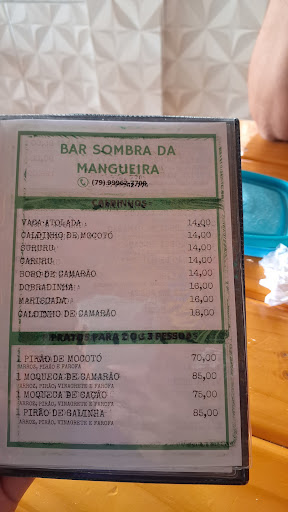 BAR SOMBRA DA
MANGUEIRA
CALDINHOS
VACA ATOLADA 14,00
CALDINHO DE MOCOTÓ 14,00
SURURU 14,00
CARURU 14,00
BOBO DE CAMARÃO 14,00
DOBRADINHA 16,00
MARISCADA 16,00
CALDINHO DE CAMARÃO 18,00
PRATOS PARA 2 OU 3 PESSOAS
1 PIRÃO DE MOCOTÓ 70,00
ARROZ, PIRÃO E FAROFA
1 MOQUECA DE CAMARÃO 85,00
ARROZ, PIRÃO, VINAGRETE E FAROFA
1 MOQUECA DE CAÇÃO 75,00
ARROZ, PIRÃO, VINAGRETE E FAROFA
1 PIRÃO DE GALINHA 85,00
ARROZ, PIRÃO, VINAGRETE E FAROFA